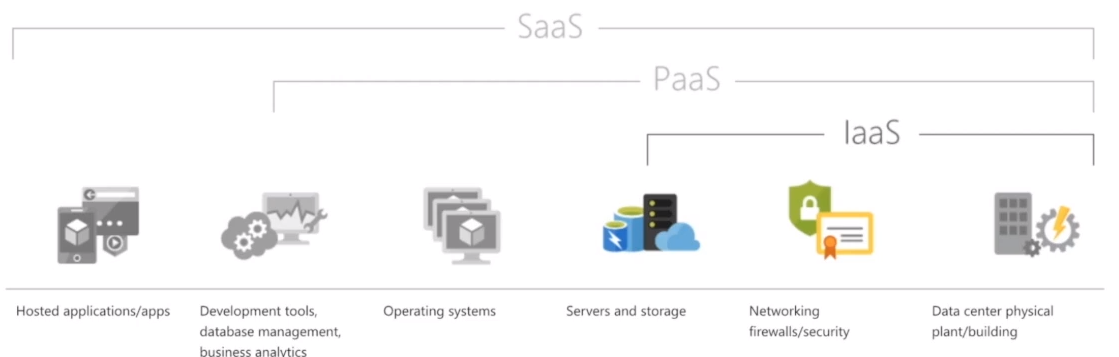 SaaS
PaaS
IaaS
Hosted applications/apps
Development tools,
database management,
business analytics
Operating systems
Servers and storage
Networking
firewalls/security
Data center physical
plant/building